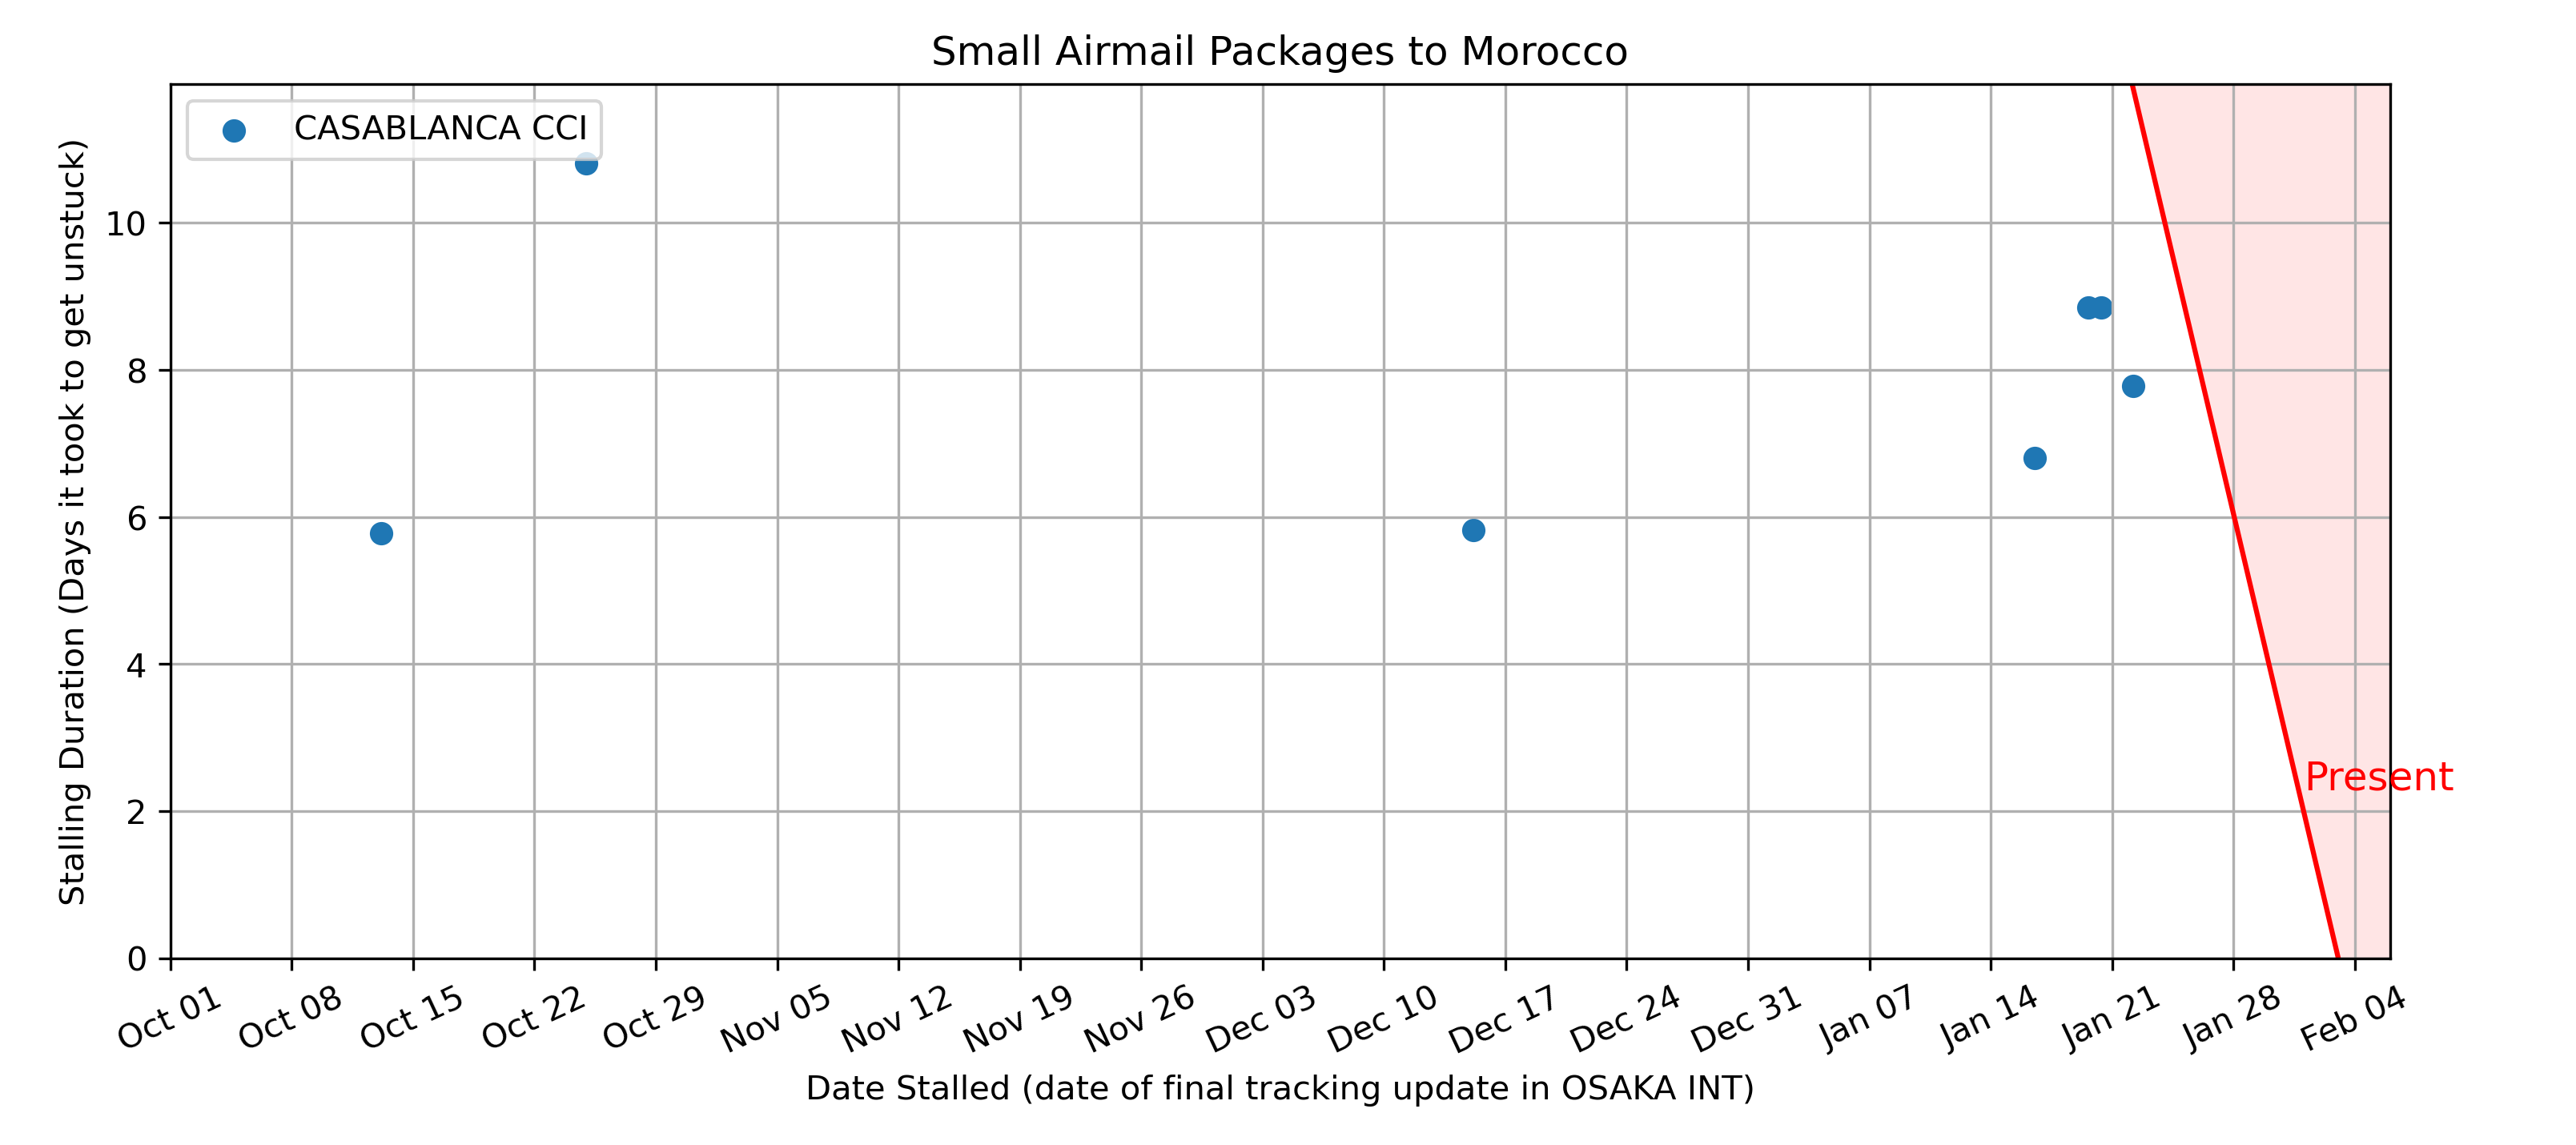 Small Airmail Packages to Morocco
CASABLANCA CCI
Stalling Duration (Days it took to get unstuck)
10
8
6
4
2
0
Present
Oct 01
Oct 08
Oct 15
Oct 22
Oct 29
Nov 05
Nov 12
Nov 19
Nov 26
Dec 03
Dec 10
Dec 17
Dec 24
Dec 31
Jan 07
Jan 14
Jan 21
Jan 28
Feb 04
Date Stalled (date of final tracking update in OSAKA INT)